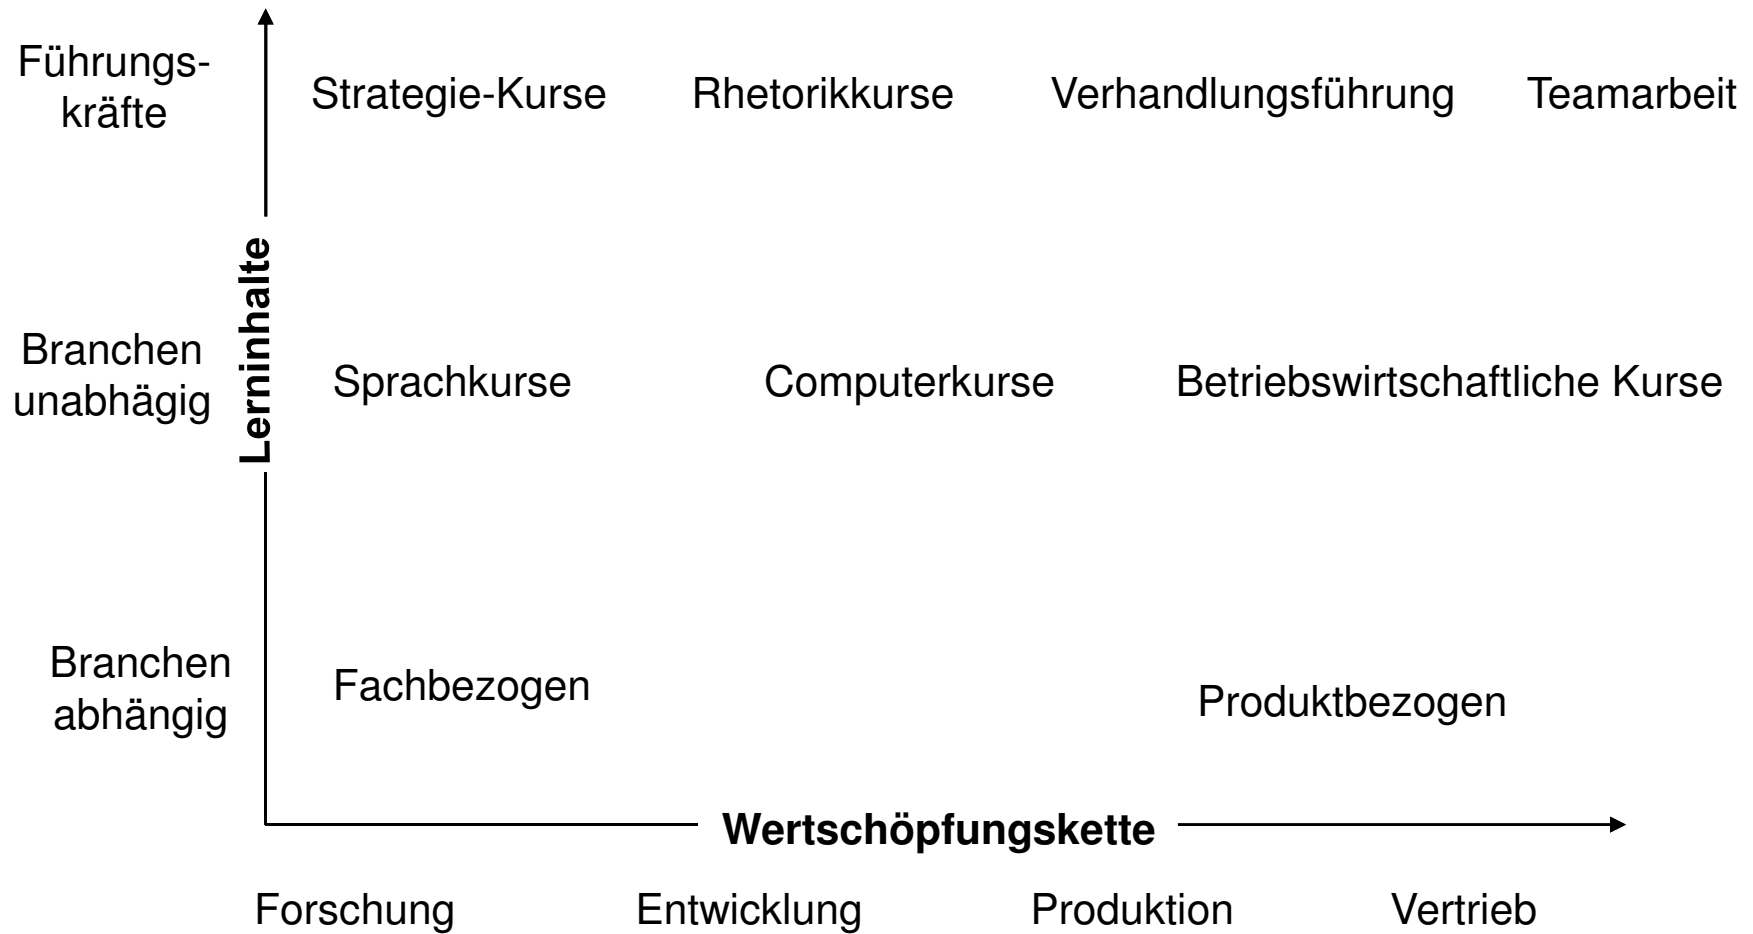 Führungs-
kräfte
Strategie-Kurse Rhetorikkurse Verhandlungsführung Teamarbeit
Lerninhalte
Branchen
unabhägig
Sprachkurse Computerkurse Betriebswirtschaftliche Kurse
Branchen
abhängig
Fachbezogen
Produktbezogen
Wertschöpfungskette
Forschung Entwicklung Produktion Vertrieb